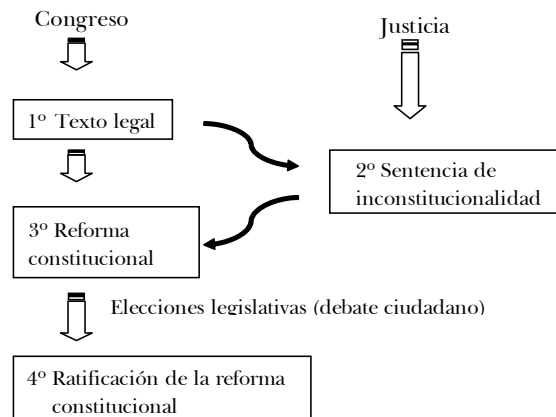 Congreso
Justicia
1º Texto legal
2º Sentencia de
inconstitucionalidad
3º Reforma
constitucional
Elecciones legislativas (debate ciudadano)
4º Ratificación de la reforma
constitucional